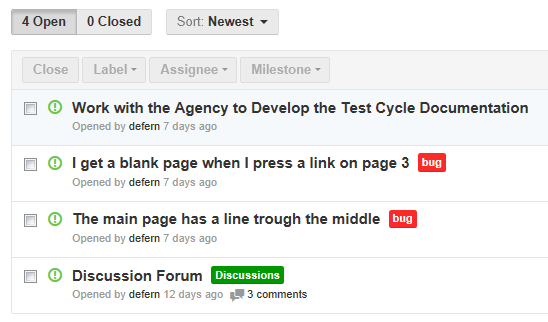 4 Open 0 Closed Sort: Newest
Close Label Assignee Milestone
Work with the Agency to Develop the Test Cycle Documentation
Opened by defern 7 days ago
I get a blank page when I press a link on page 3 bug
Opened by defern 7 days ago
The main page has a line trough the middle bug
Opened by defern 7 days ago
Discussion Forum Discussions
Opened by defern 12 days ago 3 comments